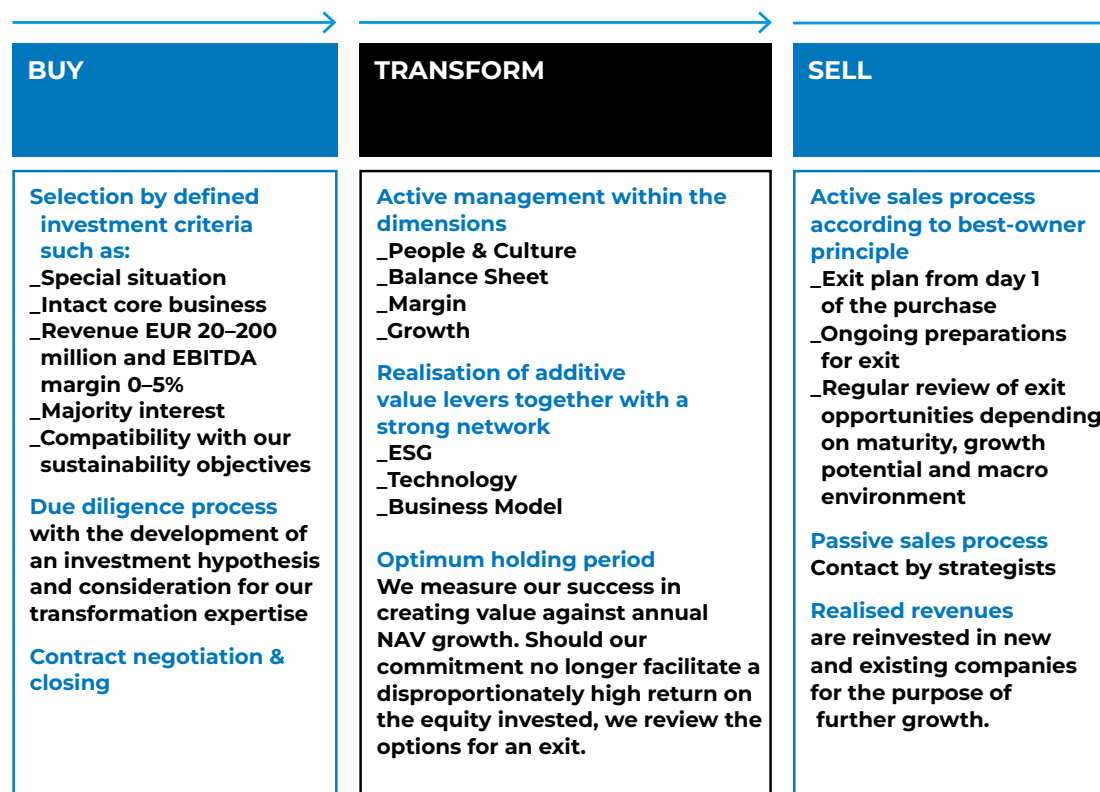 BUY
Selection by defined
investment criteria
such as:
_Special situation
_Intact core business
_Revenue EUR 20–200
million and EBITDA
margin 0–5%
_Majority interest
_Compatibility with our
sustainability objectives
Due diligence process
with the development of
an investment hypothesis
and consideration for our
transformation expertise
Contract negotiation &
closing
TRANSFORM
Active management within the
dimensions
_People & Culture
_Balance Sheet
_Margin
_Growth
Realisation of additive
value levers together with a
strong network
_ESG
_Technology
_Business Model
Optimum holding period
We measure our success in
creating value against annual
NAV growth. Should our
commitment no longer facilitate a
disproportionately high return on
the equity invested, we review the
options for an exit.
SELL
Active sales process
according to best-owner
principle
_Exit plan from day 1
of the purchase
_Ongoing preparations
for exit
_Regular review of exit
opportunities depending
on maturity, growth
potential and macro
environment
Passive sales process
Contact by strategists
Realised revenues
are reinvested in new
and existing companies
for the purpose of
further growth.